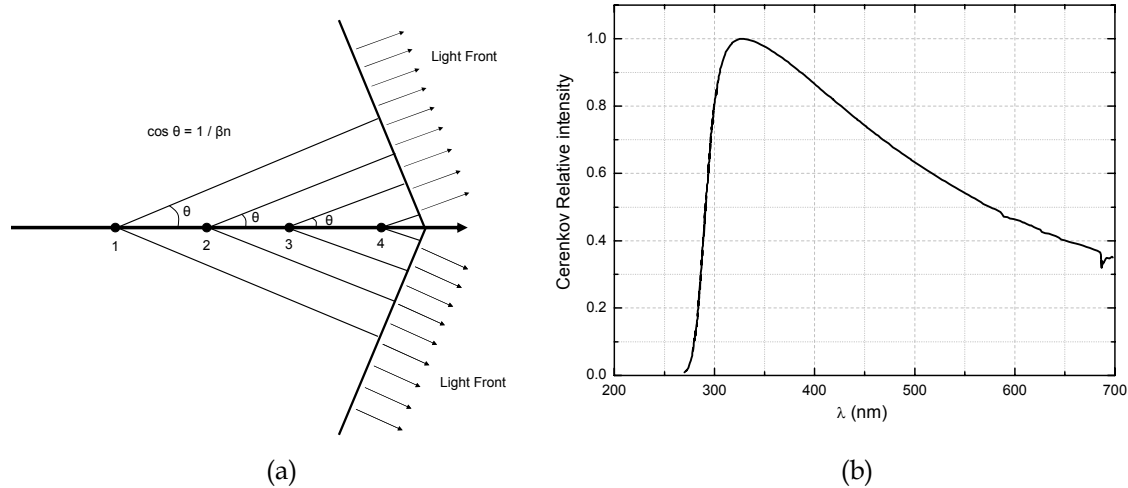 Light Front
cos θ = 1 / βn
θ
θ
θ
1
2
3
4
Light Front
(a)
Cerenkov Relative intensity
1.0
0.8
0.6
0.4
0.2
0.0
200
300
400
500
600
700
λ (nm)
(b)